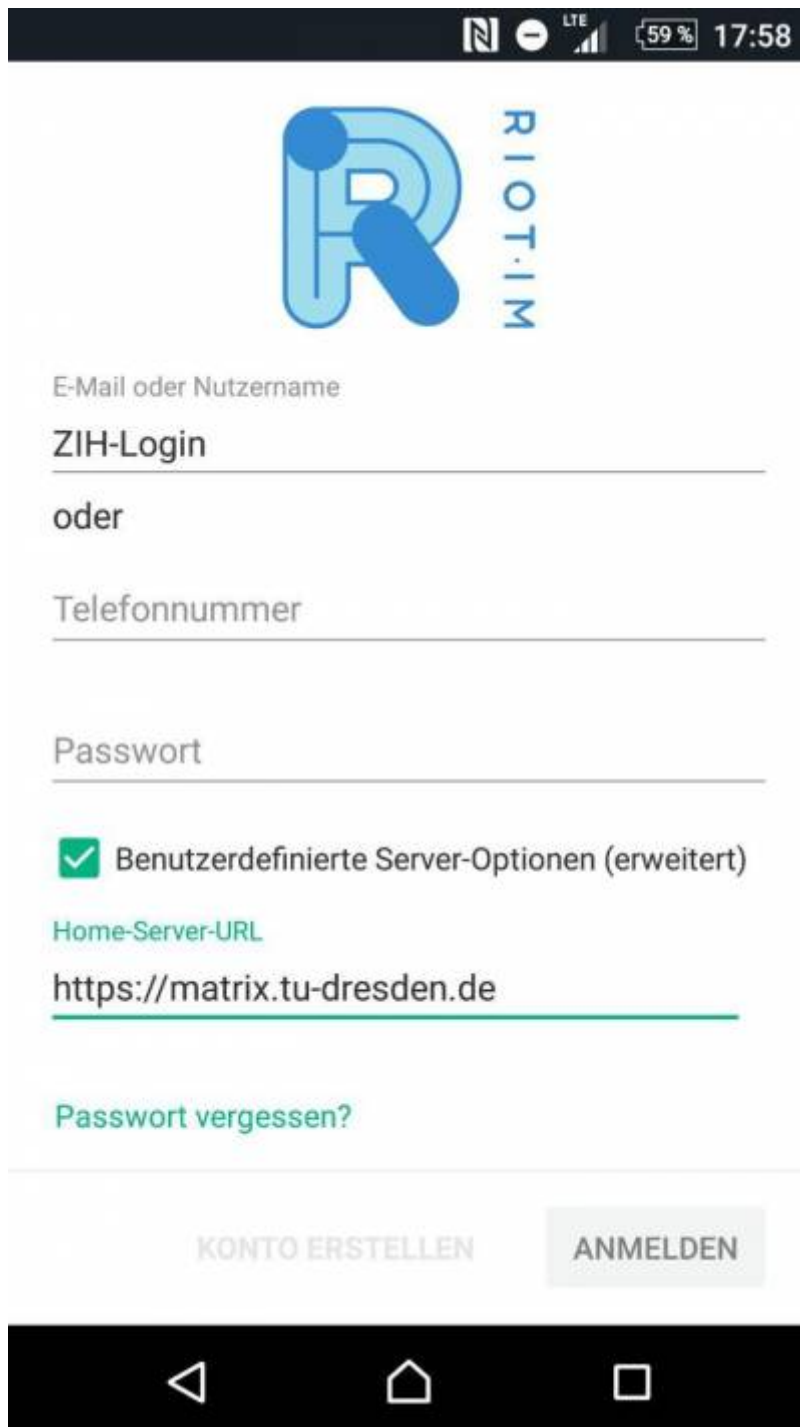 LTE 59 % 17:58
RIOT·IM
E-Mail oder Nutzername
ZIH-Login
oder
Telefonnummer
Passwort
Benutzerdefinierte Server-Optionen (erweitert)
Home-Server-URL
https://matrix.tu-dresden.de
Passwort vergessen?
KONTO ERSTELLEN ANMELDEN